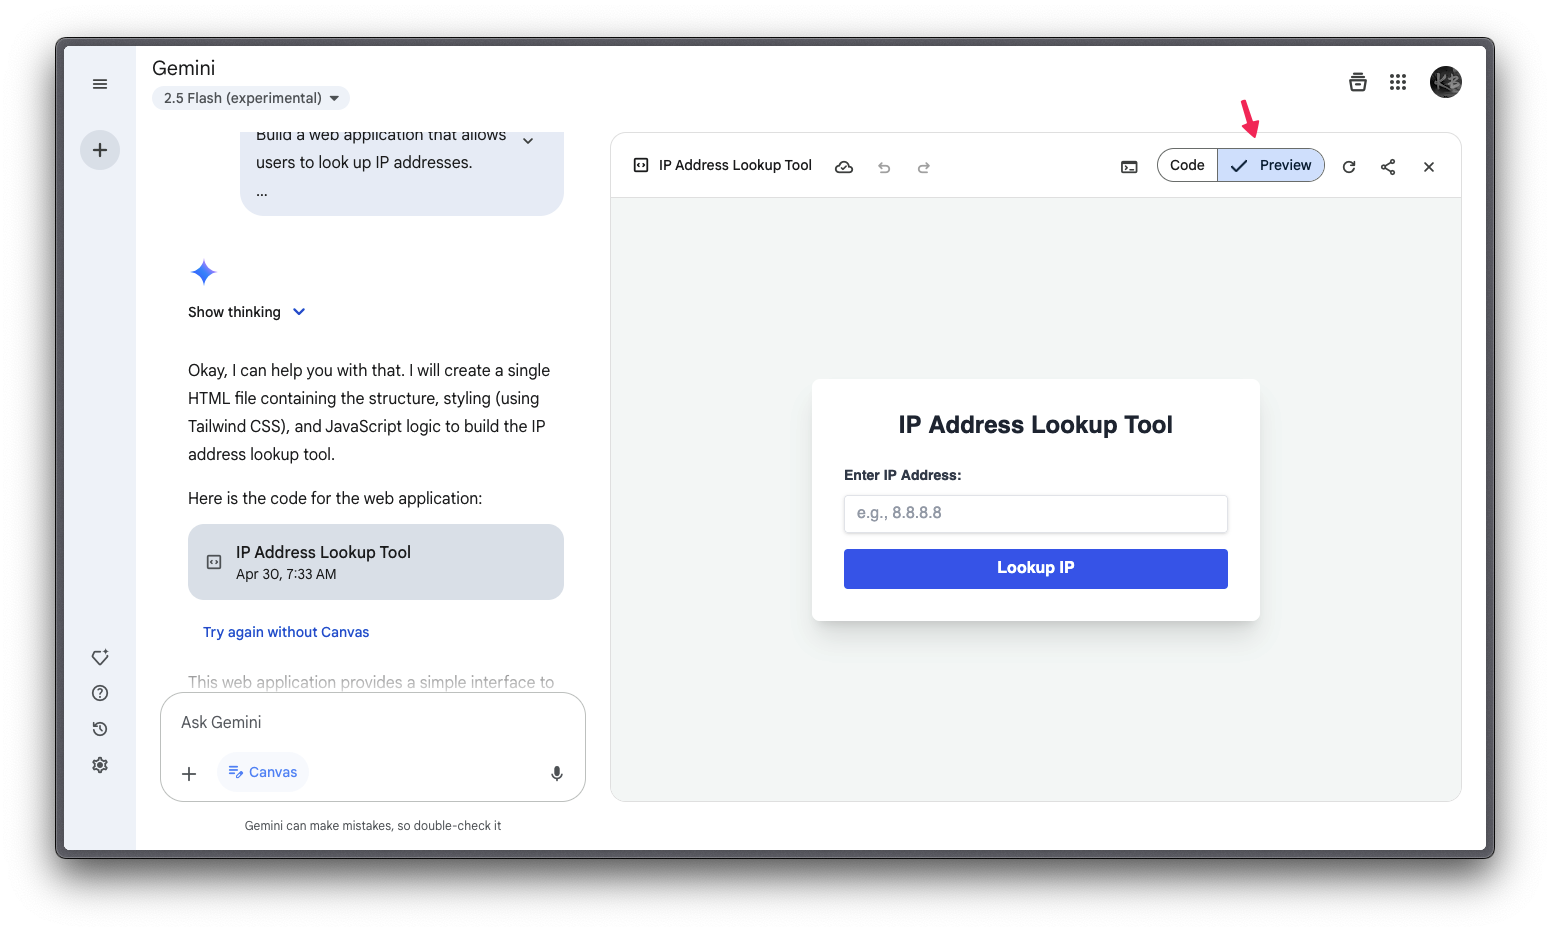 Gemini
2.5 Flash (experimental)
KB
Build a web application that allows
users to look up IP addresses.
...
Show thinking
Okay, I can help you with that. I will create a single
HTML file containing the structure, styling (using
Tailwind CSS), and JavaScript logic to build the IP
address lookup tool.
Here is the code for the web application:
IP Address Lookup Tool
Apr 30, 7:33 AM
Try again without Canvas
This web application provides a simple interface to
Ask Gemini
Canvas
Gemini can make mistakes, so double-check it
IP Address Lookup Tool
Code
Preview
IP Address Lookup Tool
Enter IP Address:
e.g., 8.8.8.8
Lookup IP